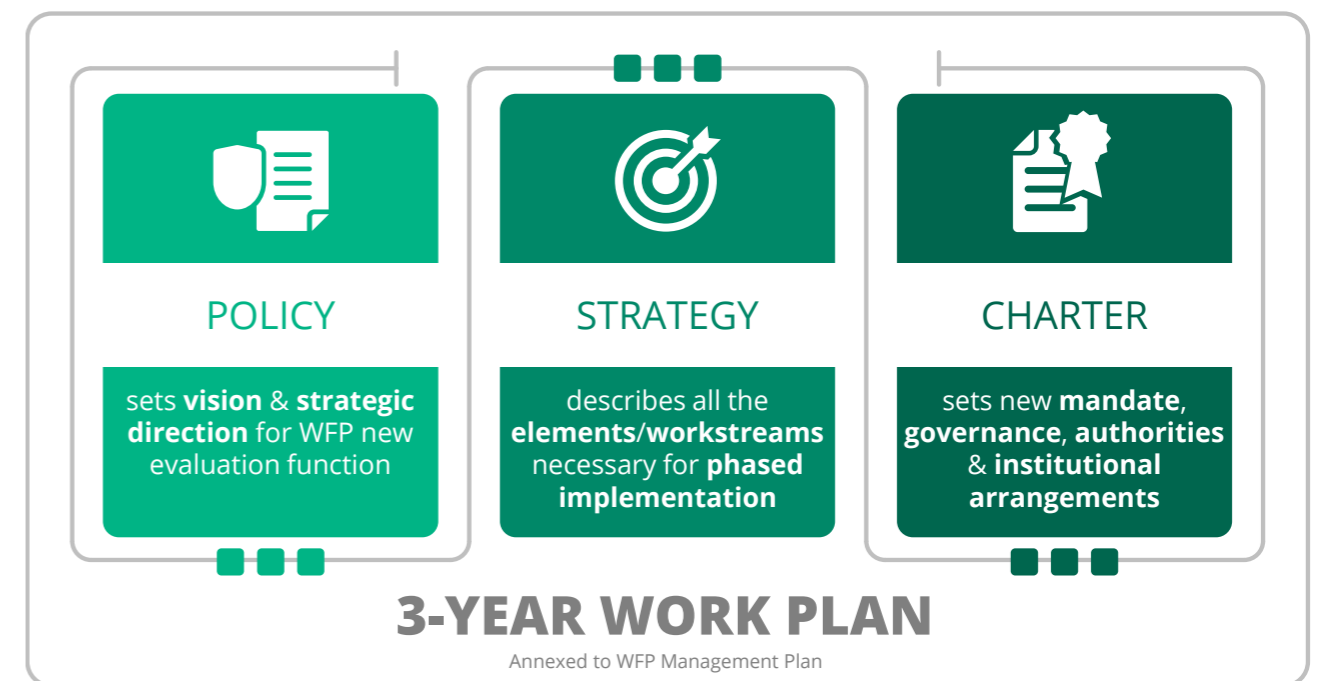 POLICY
sets vision & strategic
direction for WFP new
evaluation function
STRATEGY
describes all the
elements/workstreams
necessary for phased
implementation
CHARTER
sets new mandate,
governance, authorities
& institutional
arrangements
3-YEAR WORK PLAN
Annexed to WFP Management Plan